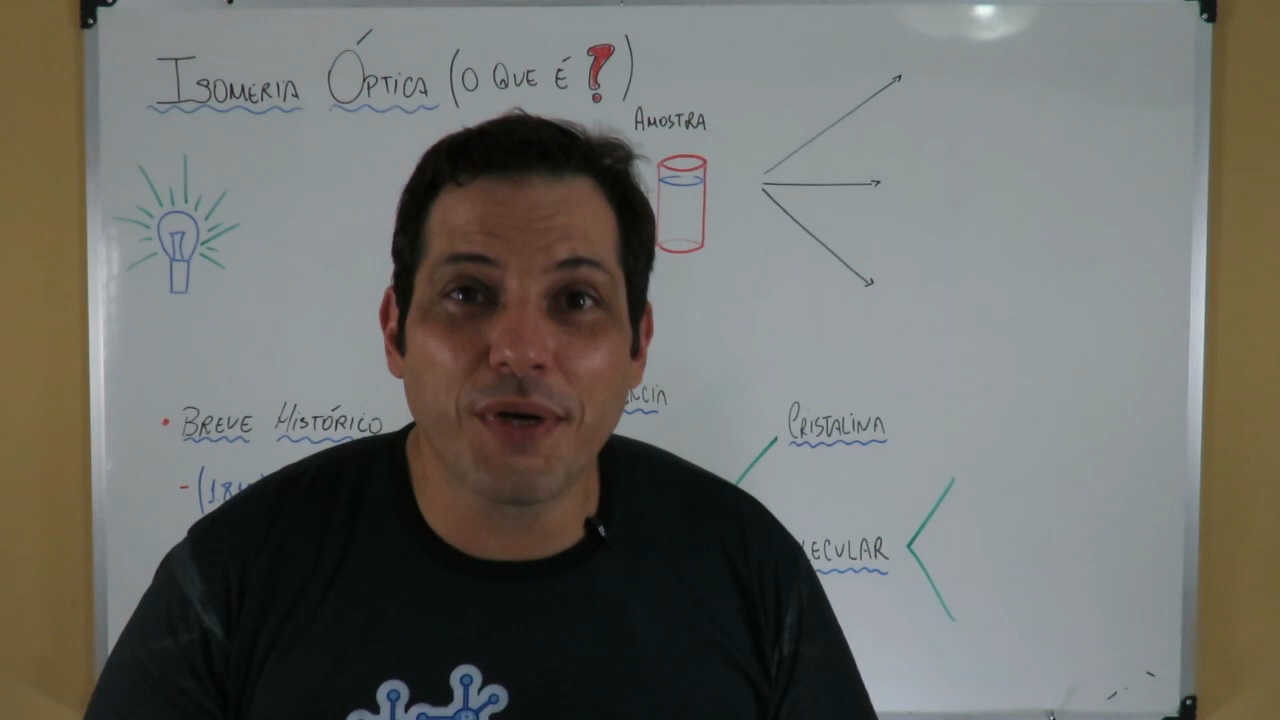 ISOMERIA ÓPTICA (O QUE É ?)
AMOSTRA
• BREVE HISTÓRICO
CRISTALINA